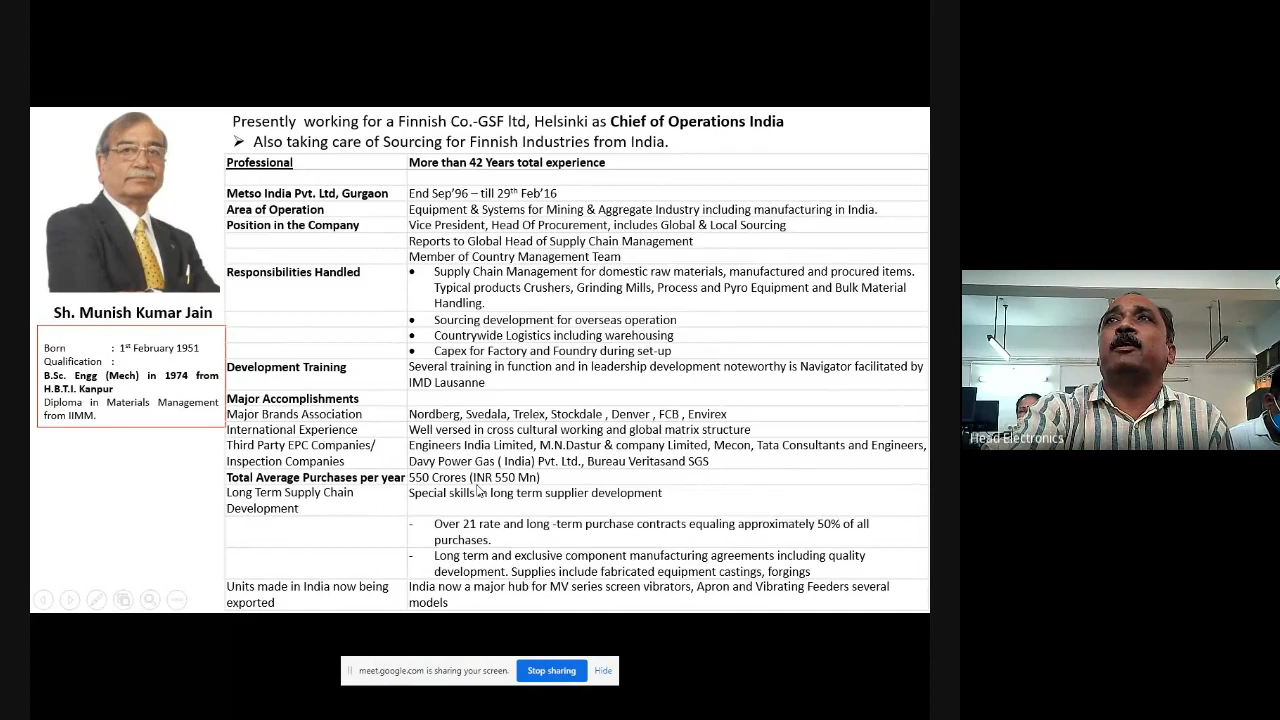 Presently working for a Finnish Co.-GSF ltd, Helsinki as Chief of Operations India
➢ Also taking care of Sourcing for Finnish Industries from India.
Professional More than 42 Years total experience
Metso India Pvt. Ltd, Gurgaon End Sep'96 – till 29th Feb'16
Area of Operation Equipment & Systems for Mining & Aggregate Industry including manufacturing in India.
Position in the Company Vice President, Head Of Procurement, includes Global & Local Sourcing
Reports to Global Head of Supply Chain Management
Member of Country Management Team
Responsibilities Handled • Supply Chain Management for domestic raw materials, manufactured and procured items.
Typical products Crushers, Grinding Mills, Process and Pyro Equipment and Bulk Material
Handling.
• Sourcing development for overseas operation
• Countrywide Logistics including warehousing
• Capex for Factory and Foundry during set-up
Development Training Several training in function and in leadership development noteworthy is Navigator facilitated by
IMD Lausanne
Major Accomplishments
Major Brands Association Nordberg, Svedala, Trelex, Stockdale , Denver , FCB , Envirex
International Experience Well versed in cross cultural working and global matrix structure
Third Party EPC Companies/ Engineers India Limited, M.N.Dastur & company Limited, Mecon, Tata Consultants and Engineers,
Inspection Companies Davy Power Gas ( India) Pvt. Ltd., Bureau Veritasand SGS
Total Average Purchases per year 550 Crores (INR 550 Mn)
Long Term Supply Chain Special skills in long term supplier development
Development
- Over 21 rate and long -term purchase contracts equaling approximately 50% of all
purchases.
- Long term and exclusive component manufacturing agreements including quality
development. Supplies include fabricated equipment castings, forgings
Units made in India now being India now a major hub for MV series screen vibrators, Apron and Vibrating Feeders several
exported models
Sh. Munish Kumar Jain
Born : 1st February 1951
Qualification :
B.Sc. Engg (Mech) in 1974 from
H.B.T.I. Kanpur
Diploma in Materials Management
from IIMM.
Head Electronics
meet.google.com is sharing your screen. Stop sharing Hide